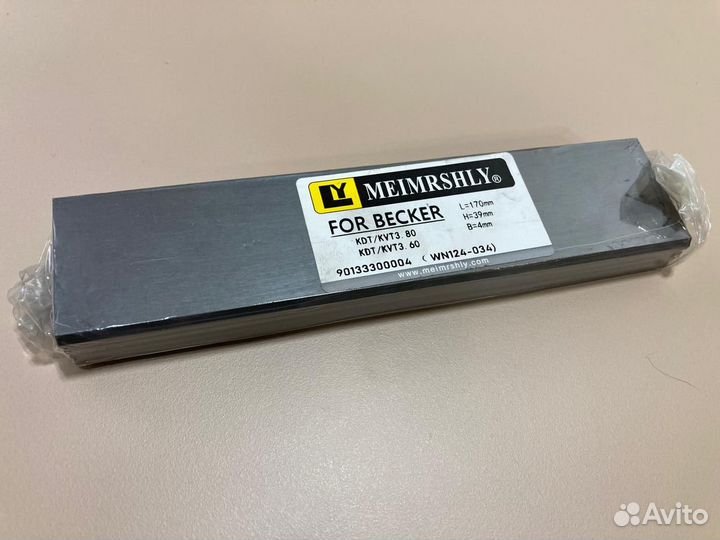 LY MEIMRSHLY®
FOR BECKER
KDT/KVT3. 80
KDT/KVT3. 60
L=170mm
H=39mm
B=4mm
90133300004 (WN124-034)
www.meimrshly.com
Avito